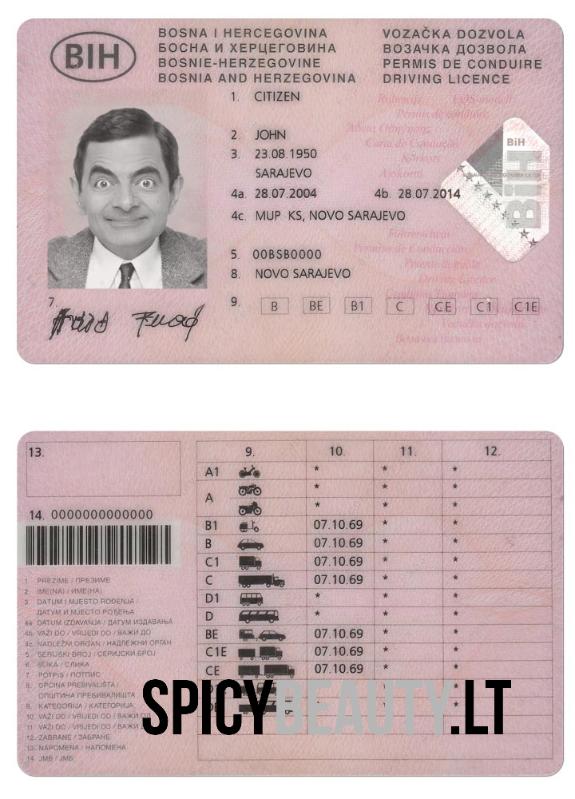 BIH
BOSNA I HERCEGOVINA
БОСНА И ХЕРЦЕГОВИНА
BOSNIE-HERZEGOVINE
BOSNIA AND HERZEGOVINA
VOZAČKA DOZVOLA
ВОЗАЧКА ДОЗВОЛА
PERMIS DE CONDUIRE
DRIVING LICENCE
1. CITIZEN
2. JOHN
3. 23.08.1950
SARAJEVO
4a. 28.07.2004 4b. 28.07.2014
4c. MUP KS, NOVO SARAJEVO
5. 00BSB0000
8. NOVO SARAJEVO
7.
9. B BE B1 C CE C1 C1E
BiH
BiH
13.
14. 0000000000000
1 PREZIME / ПРЕЗИМЕ
2 IME(NA) / ИМЕ(НА)
3 DATUM I MJESTO ROĐENJA /
ДАТУМ И МЈЕСТО РОЂЕЊА
4a DATUM IZDAVANJA / ДАТУМ ИЗДАВАЊА
4b VAŽI DO / VRIJEDI DO / ВАЖИ ДО
4c NADLEŽNI ORGAN / НАДЛЕЖНИ ОРГАН
5 SERIJSKI BROJ / СЕРИЈСКИ БРОЈ
6 SLIKA / СЛИКА
7 POTPIS / ПОТПИС
8 OPĆINA PREBIVALIŠTA /
ОПШТИНА ПРЕБИВАЛИШТА
9 KATEGORIJA / КАТЕГОРИЈА
10 VAŽI OD / VRIJEDI OD / ВАЖИ
11 VAŽI DO / VRIJEDI DO / ВАЖИ
12 ZABRANE / ЗАБРАНЕ
13 NAPOMENA / НАПОМЕНА
14 JMB / ЈМБ
9. 10. 11. 12.
A1 * * *
A * * *
* * *
B1 07.10.69 * *
B 07.10.69 * *
C1 07.10.69 * *
C 07.10.69 * *
D1 * * *
D * * *
BE 07.10.69 * *
C1E 07.10.69 * *
CE 07.10.69 * *
SPICYBEAUTY.LT